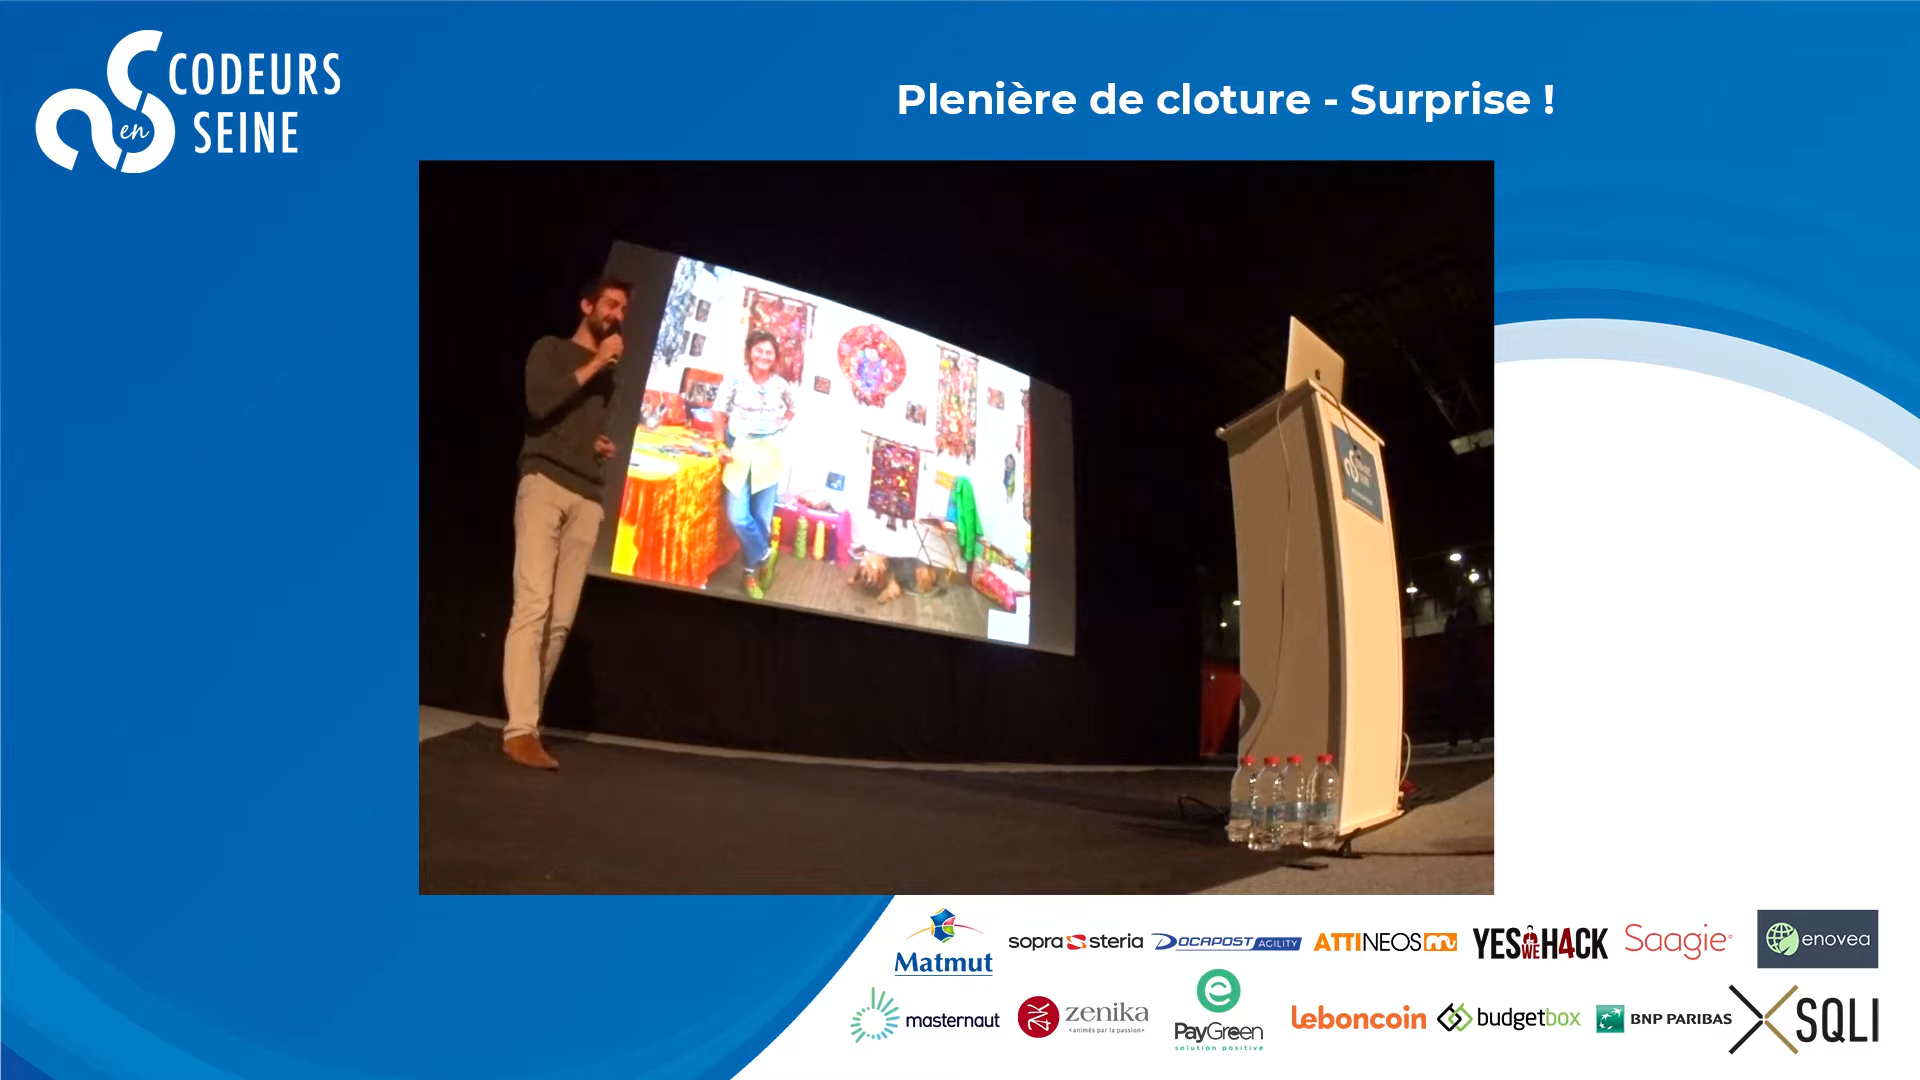 CODEURS
en
SEINE
Plenière de cloture - Surprise !
Matmut
sopra steria
DOCAPOST AGILITY
ATTINEOS
YES WE H4CK
Saagie
enovea
masternaut
zenika
<animés par la passion>
PayGreen
solution positive
leboncoin
budgetbox
BNP PARIBAS
SQLI